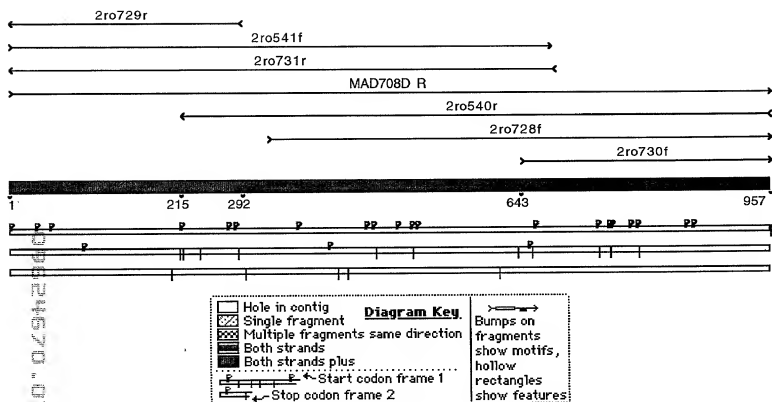 2ro729r
2ro541f
2ro731r
MAD708D R
2ro540r
2ro728f
2ro730f
1 215 292 643 957
Hole in contig
Diagram Key
Single fragment
Multiple fragments same direction
Both strands
Both strands plus
Start codon frame 1
Stop codon frame 2
Bumps on
fragments
show motifs,
hollow
rectangles
show features